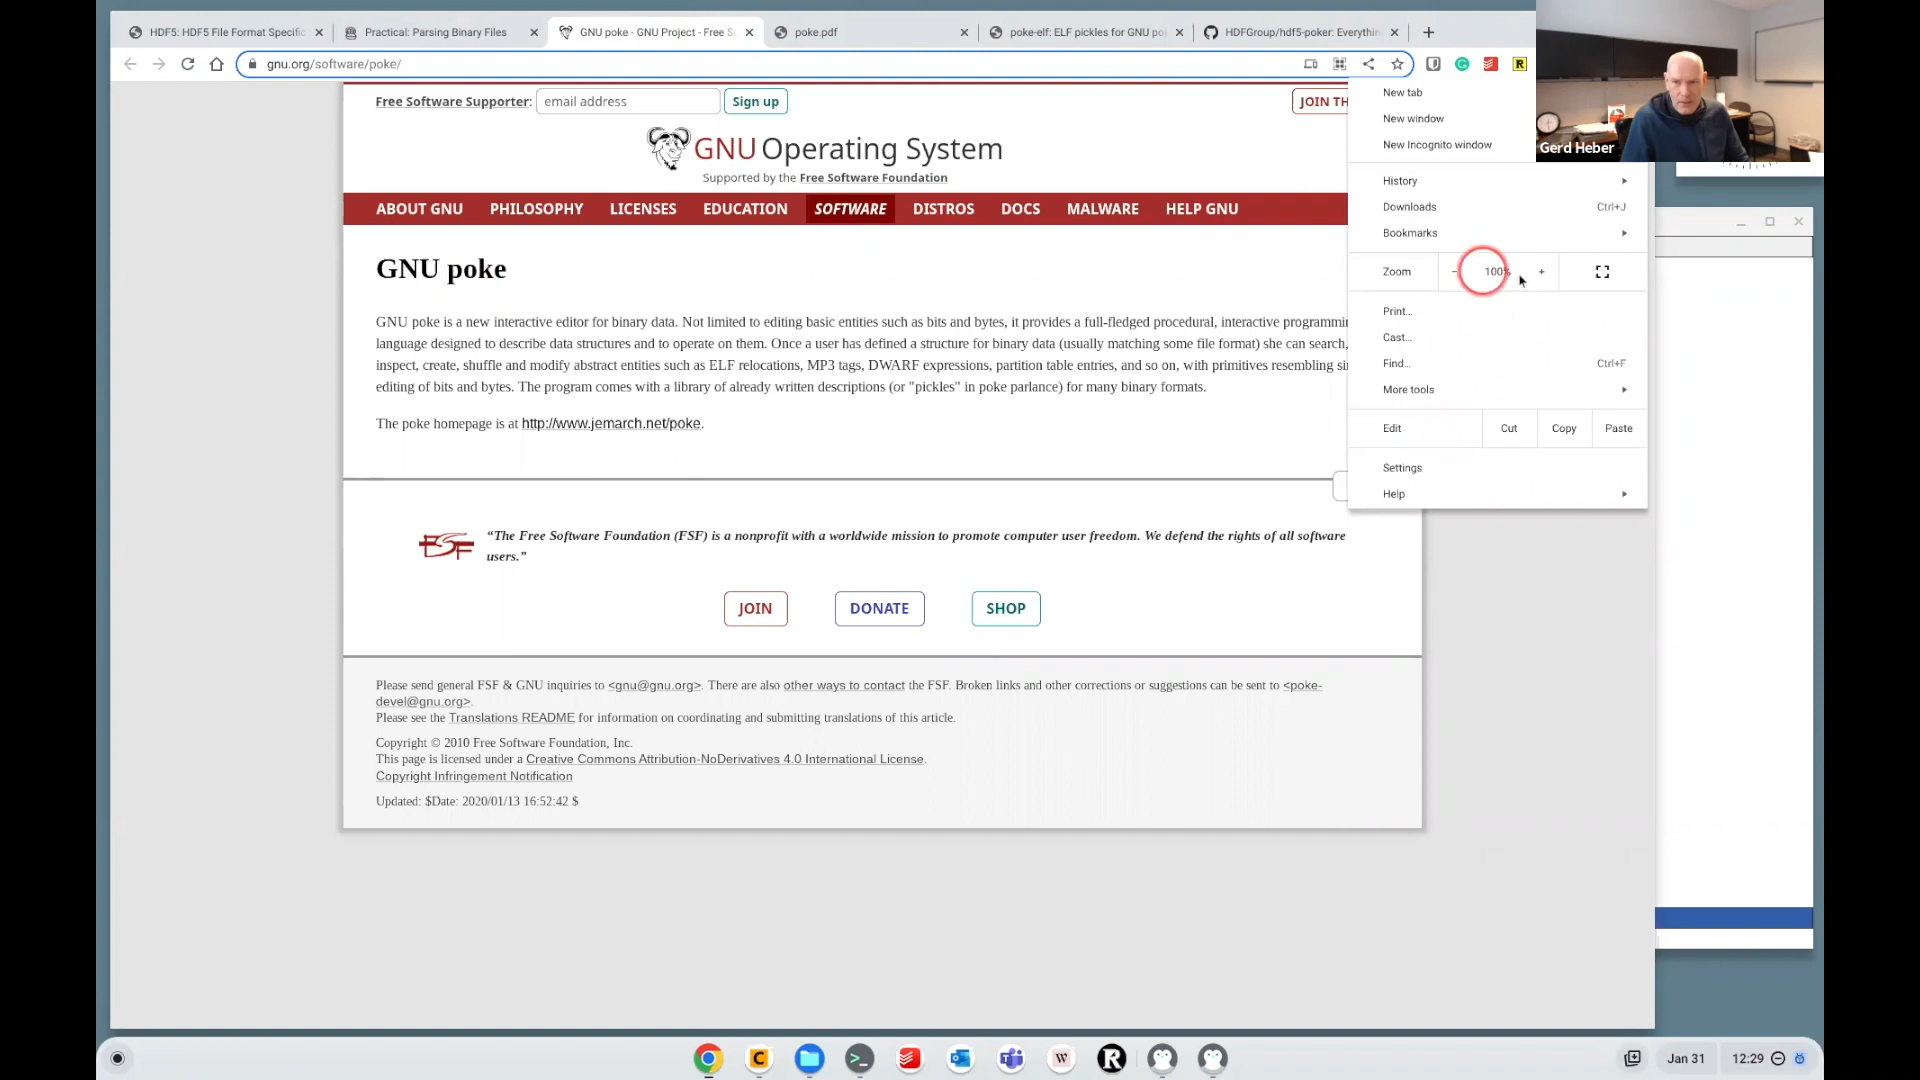 HDF5: HDF5 File Format Specific
Practical: Parsing Binary Files
GNU poke - GNU Project - Free So
poke.pdf
poke-elf: ELF pickles for GNU po
HDFGroup/hdf5-poker: Everythin
gnu.org/software/poke/
Free Software Supporter:
email address
Sign up
JOIN TH
GNU Operating System
Supported by the Free Software Foundation
ABOUT GNU
PHILOSOPHY
LICENSES
EDUCATION
SOFTWARE
DISTROS
DOCS
MALWARE
HELP GNU
GNU poke
GNU poke is a new interactive editor for binary data. Not limited to editing basic entities such as bits and bytes, it provides a full-fledged procedural, interactive programmin
language designed to describe data structures and to operate on them. Once a user has defined a structure for binary data (usually matching some file format) she can search,
inspect, create, shuffle and modify abstract entities such as ELF relocations, MP3 tags, DWARF expressions, partition table entries, and so on, with primitives resembling si
editing of bits and bytes. The program comes with a library of already written descriptions (or "pickles" in poke parlance) for many binary formats.
The poke homepage is at http://www.jemarch.net/poke.
FSF
“The Free Software Foundation (FSF) is a nonprofit with a worldwide mission to promote computer user freedom. We defend the rights of all software
users.”
JOIN
DONATE
SHOP
Please send general FSF & GNU inquiries to <gnu@gnu.org>. There are also other ways to contact the FSF. Broken links and other corrections or suggestions can be sent to <poke-
devel@gnu.org>.
Please see the Translations README for information on coordinating and submitting translations of this article.
Copyright © 2010 Free Software Foundation, Inc.
This page is licensed under a Creative Commons Attribution-NoDerivatives 4.0 International License.
Copyright Infringement Notification
Updated: $Date: 2020/01/13 16:52:42 $
New tab
New window
New Incognito window
History
Downloads Ctrl+J
Bookmarks
Zoom - 100% +
Print...
Cast...
Find... Ctrl+F
More tools
Edit Cut Copy Paste
Settings
Help
Gerd Heber
Jan 31
12:29